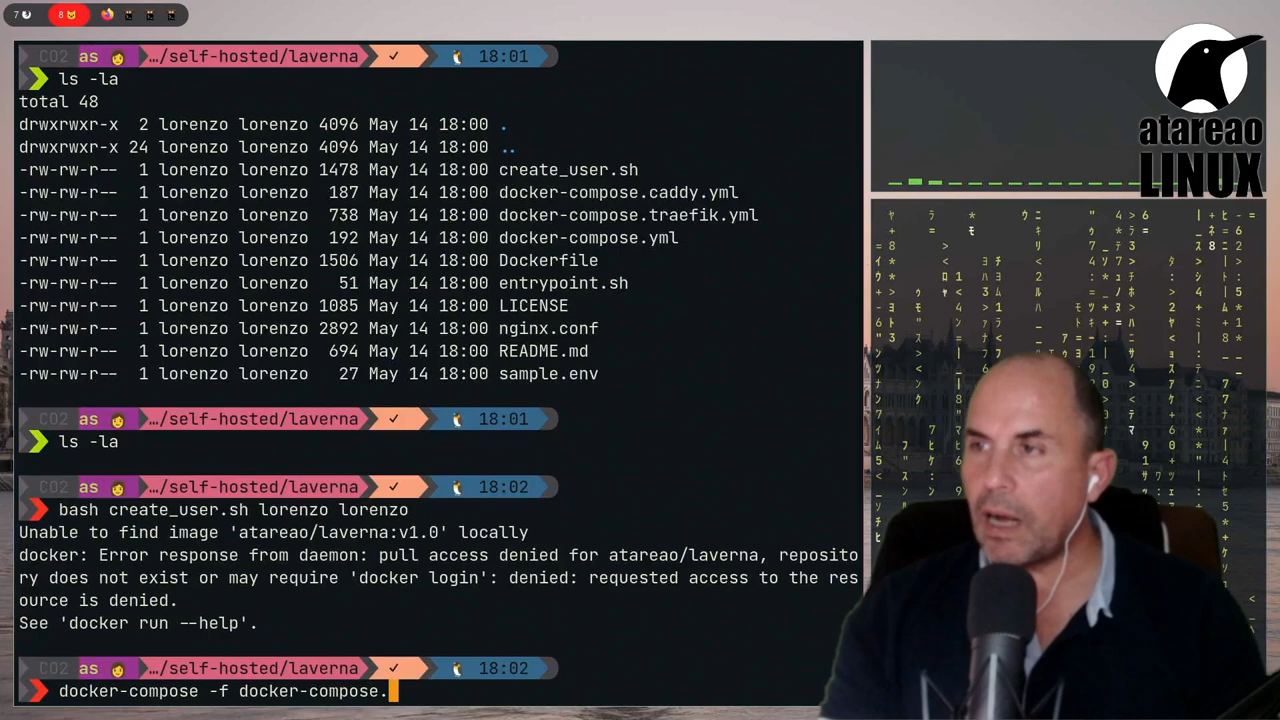 7
8
CO2 as …/self-hosted/laverna ✓ 18:01
ls -la
total 48
drwxrwxr-x 2 lorenzo lorenzo 4096 May 14 18:00 .
drwxrwxr-x 24 lorenzo lorenzo 4096 May 14 18:00 ..
-rw-rw-r-- 1 lorenzo lorenzo 1478 May 14 18:00 create_user.sh
-rw-rw-r-- 1 lorenzo lorenzo 187 May 14 18:00 docker-compose.caddy.yml
-rw-rw-r-- 1 lorenzo lorenzo 738 May 14 18:00 docker-compose.traefik.yml
-rw-rw-r-- 1 lorenzo lorenzo 192 May 14 18:00 docker-compose.yml
-rw-rw-r-- 1 lorenzo lorenzo 1506 May 14 18:00 Dockerfile
-rw-rw-r-- 1 lorenzo lorenzo 51 May 14 18:00 entrypoint.sh
-rw-rw-r-- 1 lorenzo lorenzo 1085 May 14 18:00 LICENSE
-rw-rw-r-- 1 lorenzo lorenzo 2892 May 14 18:00 nginx.conf
-rw-rw-r-- 1 lorenzo lorenzo 694 May 14 18:00 README.md
-rw-rw-r-- 1 lorenzo lorenzo 27 May 14 18:00 sample.env
CO2 as …/self-hosted/laverna ✓ 18:01
ls -la
CO2 as …/self-hosted/laverna ✓ 18:02
bash create_user.sh lorenzo lorenzo
Unable to find image 'atareao/laverna:v1.0' locally
docker: Error response from daemon: pull access denied for atareao/laverna, reposito
ry does not exist or may require 'docker login': denied: requested access to the res
ource is denied.
See 'docker run --help'.
CO2 as …/self-hosted/laverna ✓ 18:02
docker-compose -f docker-compose.
atareao
LINUX